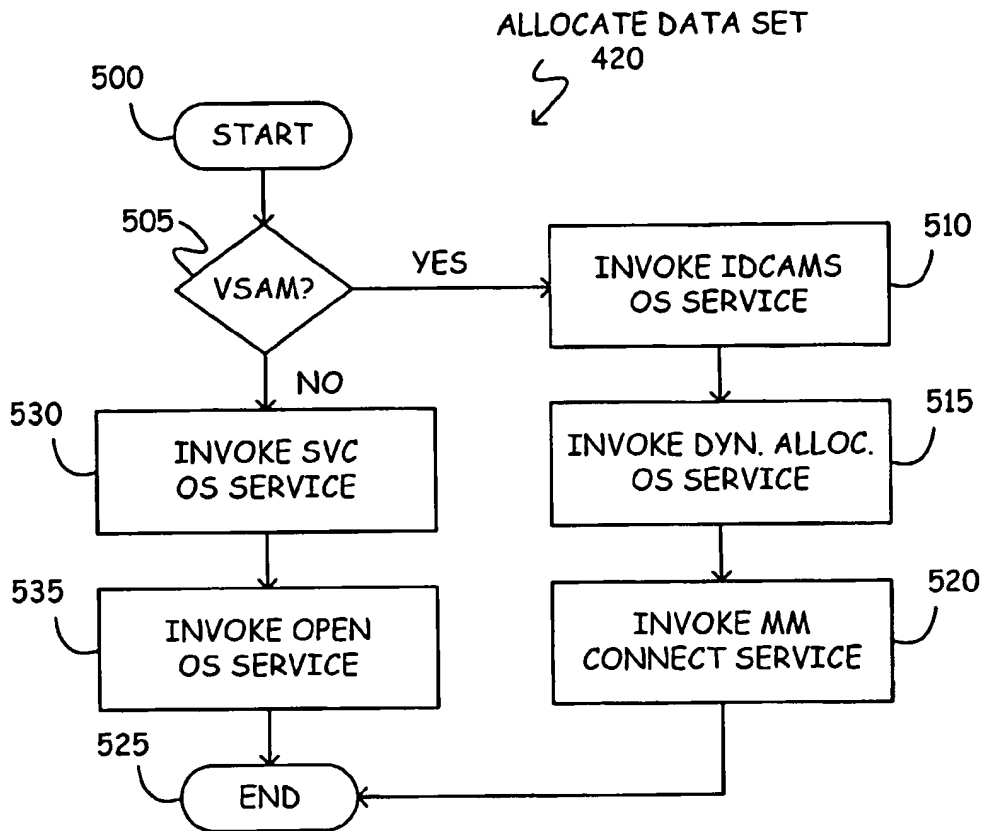 ALLOCATE DATA SET
420
500
START
505
VSAM?
YES
510
INVOKE IDCAMS
OS SERVICE
NO
530
INVOKE SVC
OS SERVICE
515
INVOKE DYN. ALLOC.
OS SERVICE
535
INVOKE OPEN
OS SERVICE
520
INVOKE MM
CONNECT SERVICE
525
END